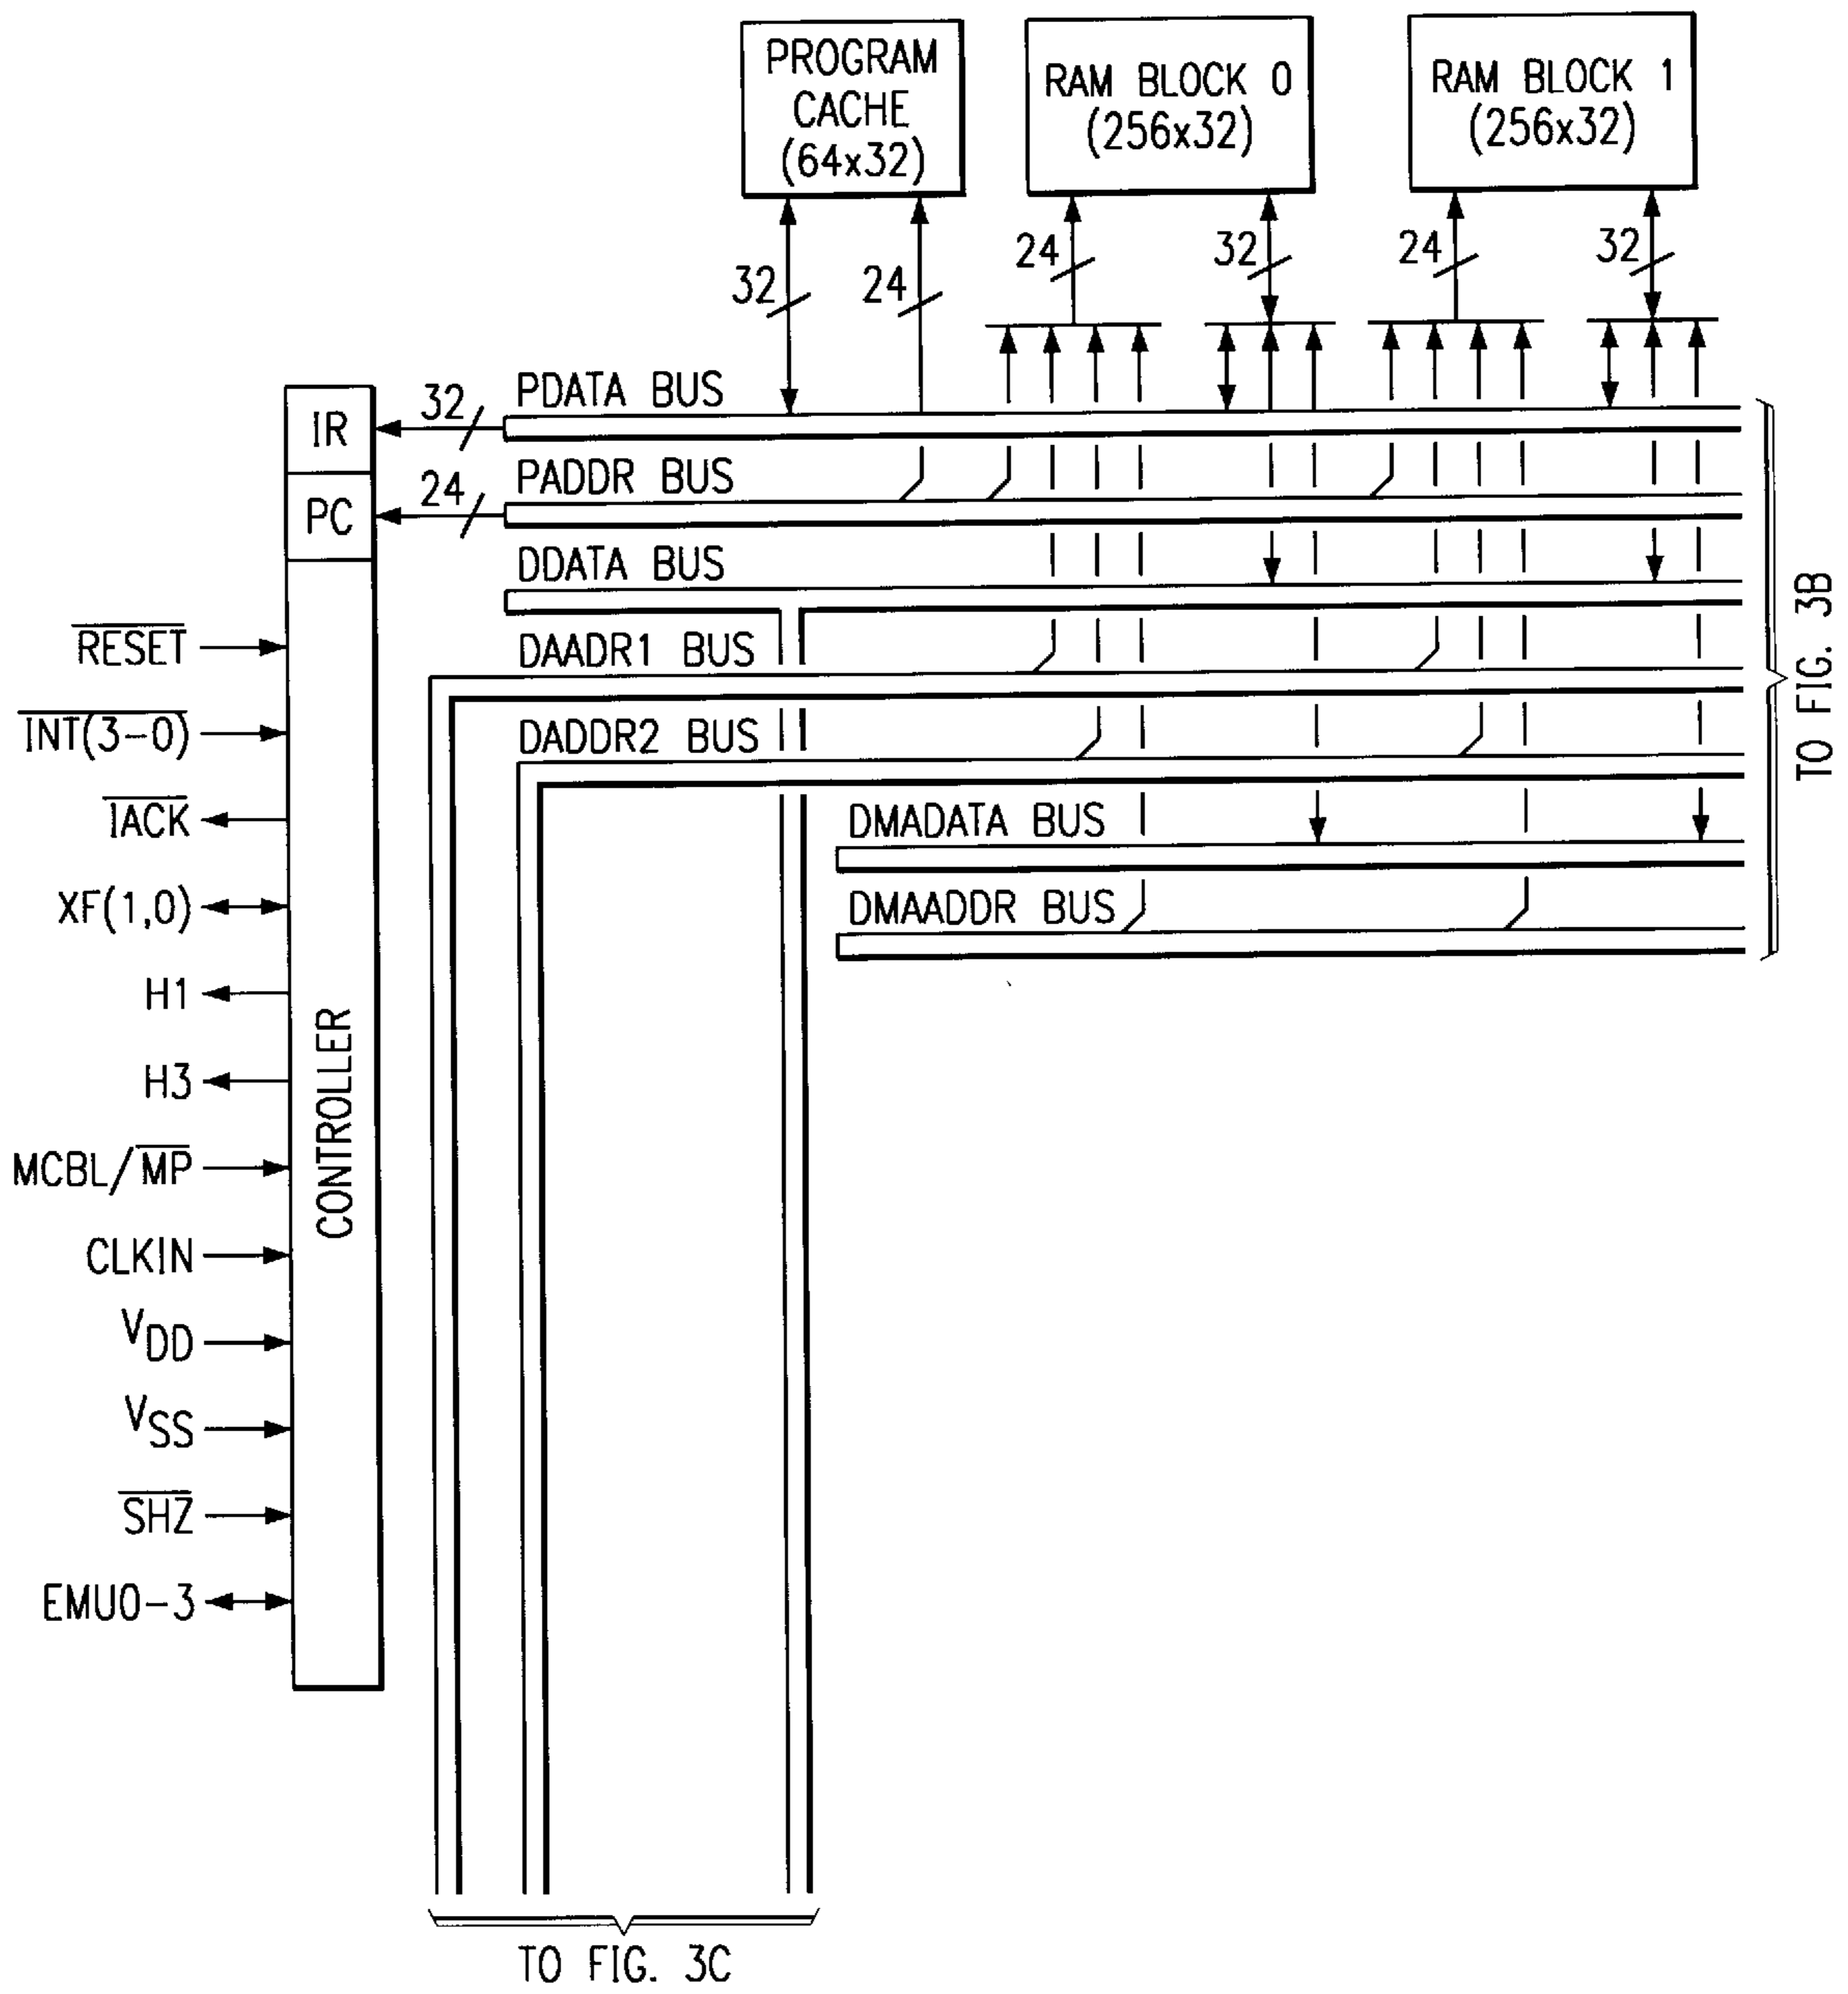 PROGRAM
CACHE
(64x32)
RAM BLOCK 0
(256x32)
RAM BLOCK 1
(256x32)
32
24
24
32
24
32
IR
32
PDATA BUS
PC
24
PADDR BUS
DDATA BUS
RESET
DAADR1 BUS
INT(3-0)
DADDR2 BUS
IACK
DMADATA BUS
XF(1,0)
DMAADDR BUS
TO FIG. 3B
H1
H3
MCBL/MP
CLKIN
VDD
VSS
SHZ
EMU0-3
CONTROLLER
TO FIG. 3C